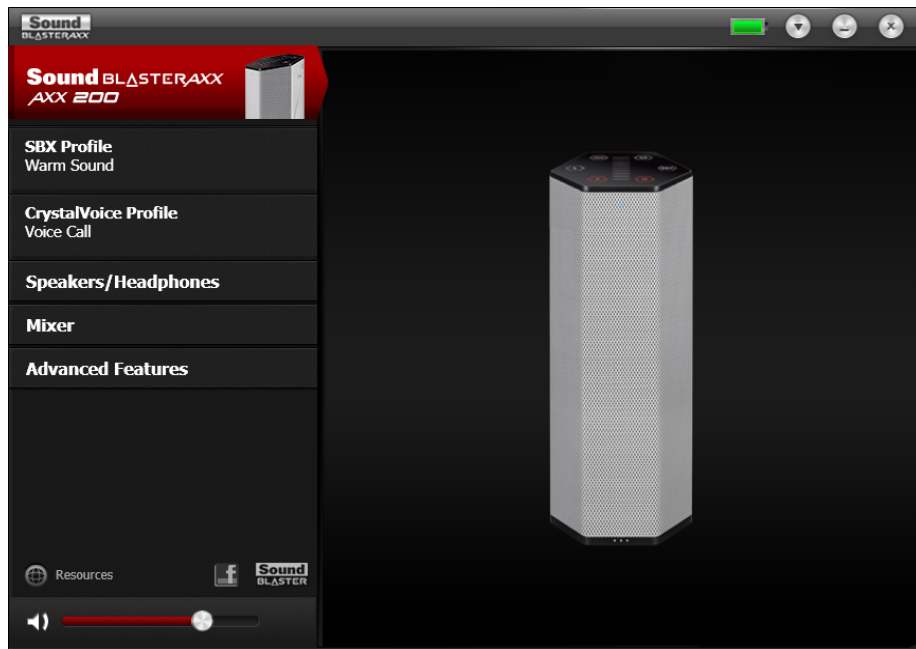 Sound
BLASTERAXX
Sound BLASTERAXX
AXX 200
SBX Profile
Warm Sound
CrystalVoice Profile
Voice Call
Speakers/Headphones
Mixer
Advanced Features
Resources
f
Sound
BLASTER